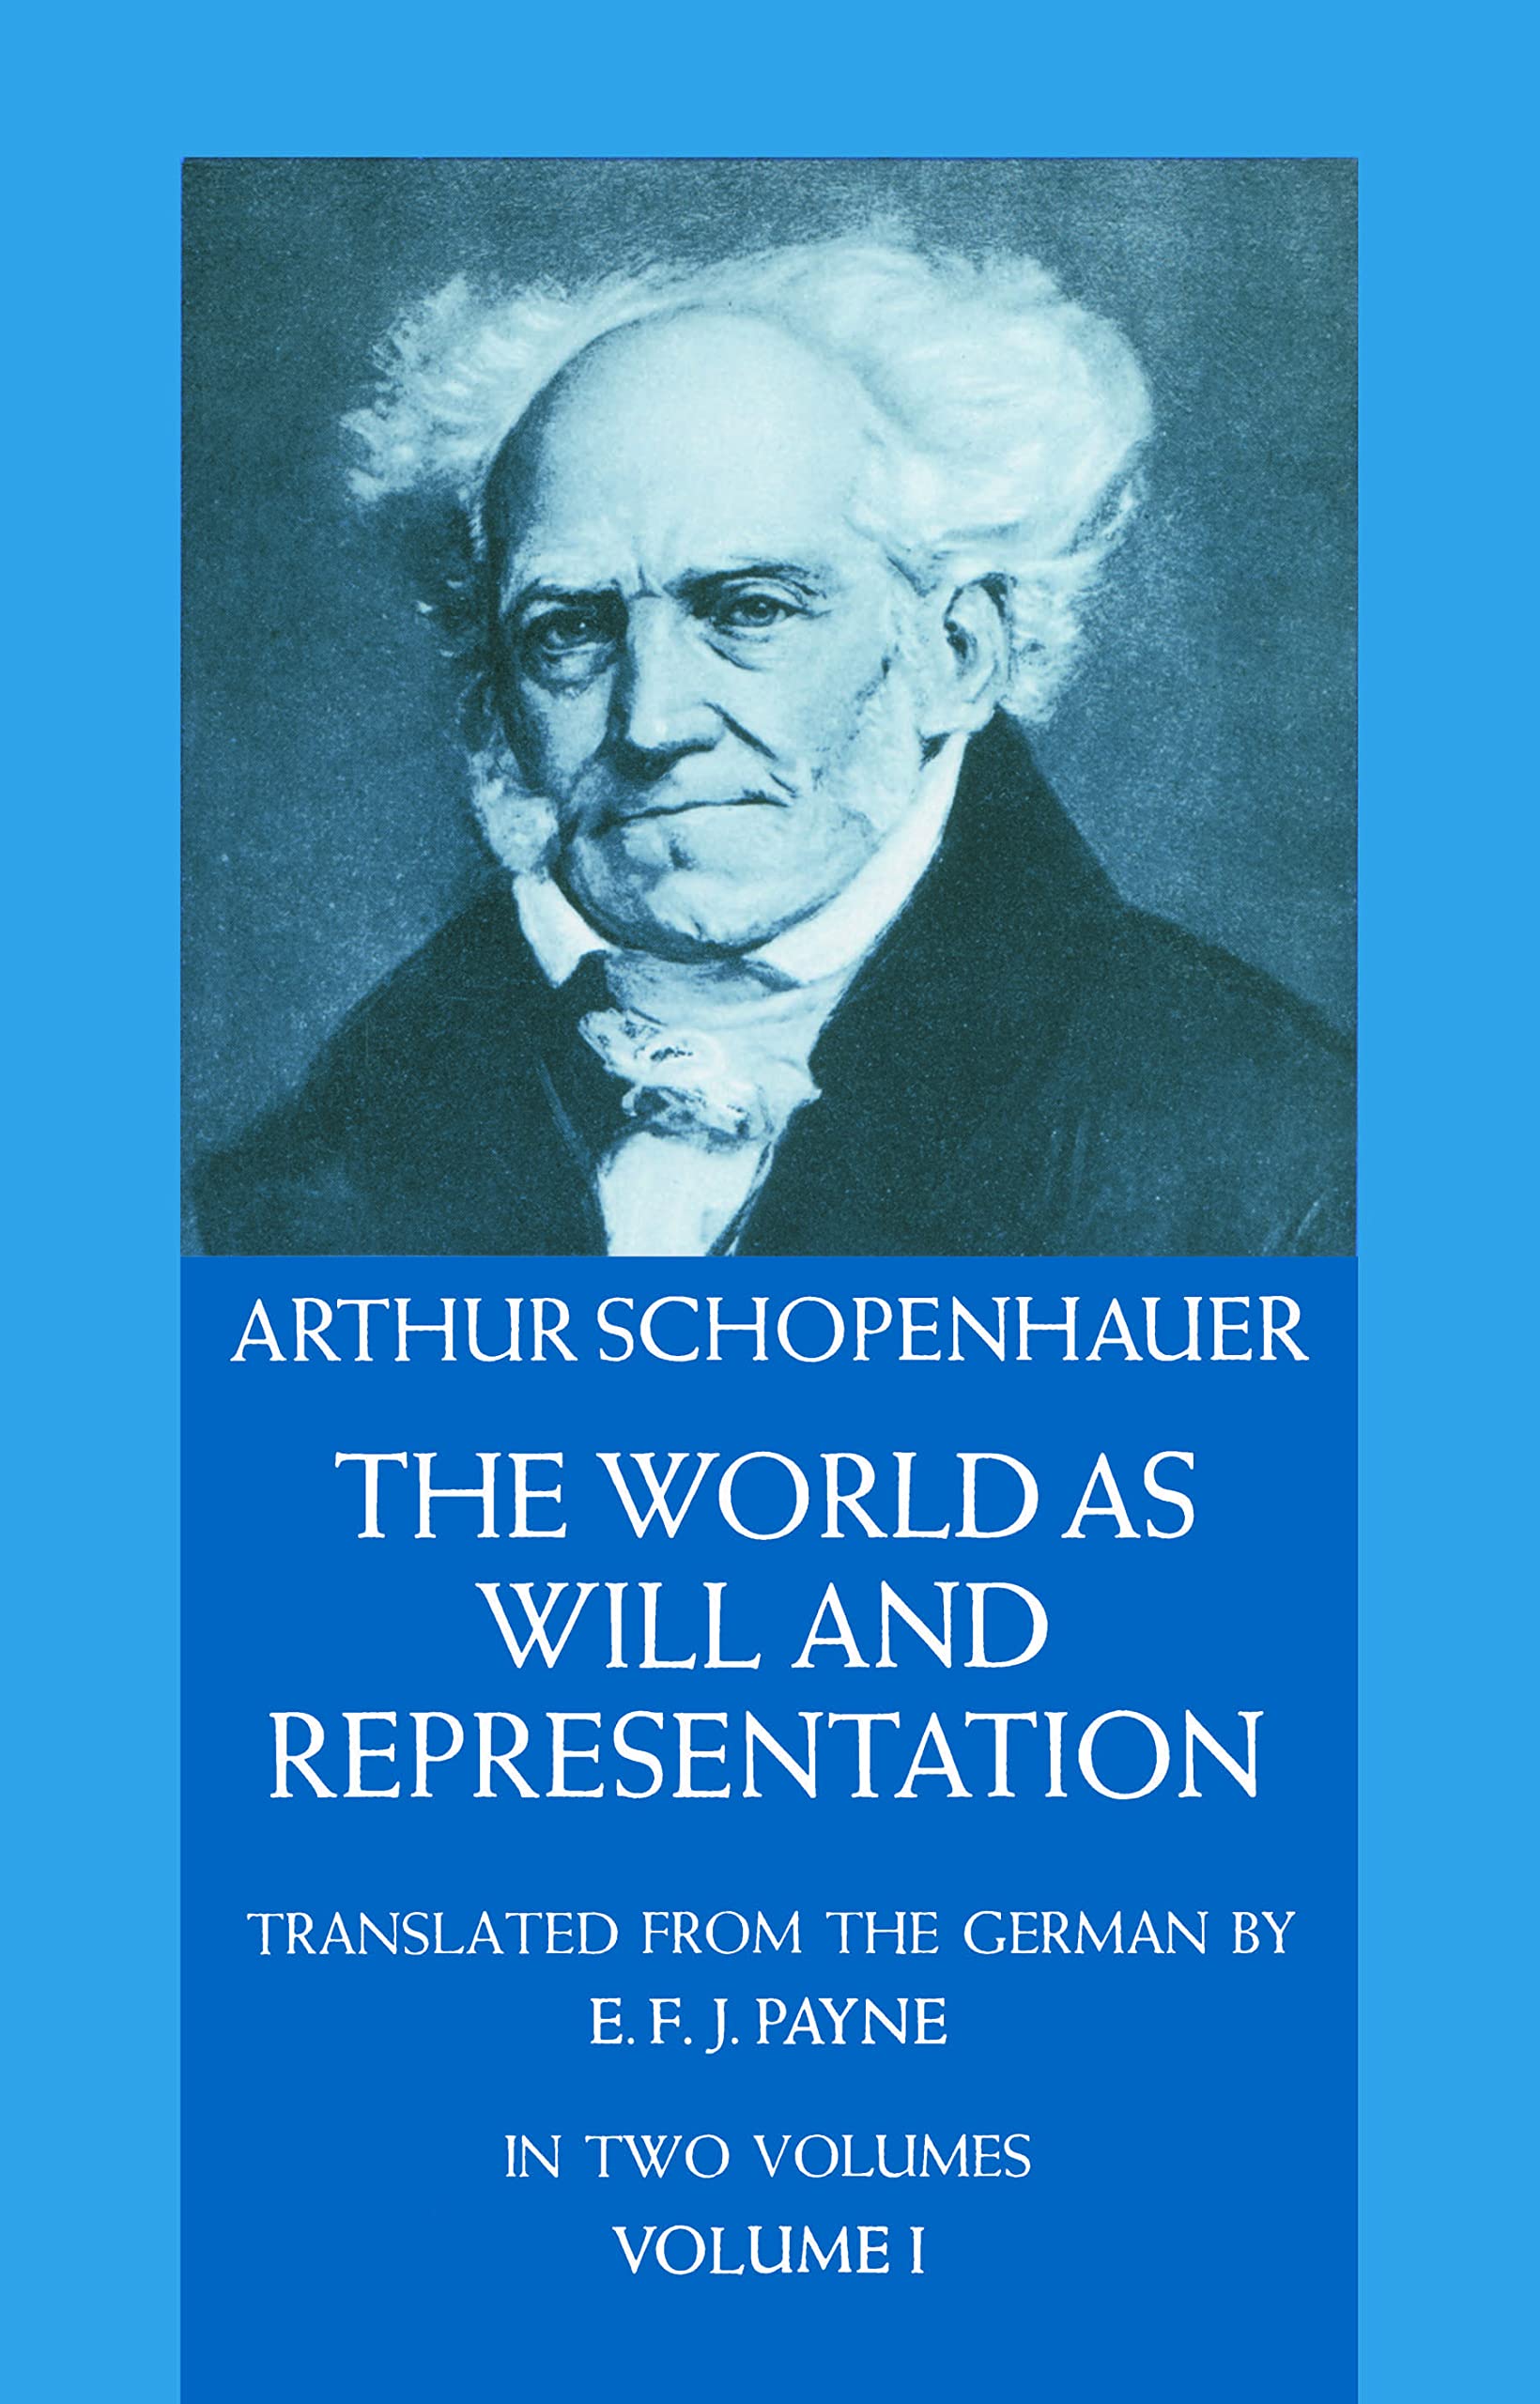 ARTHUR SCHOPENHAUER
THE WORLD AS
WILL AND
REPRESENTATION
TRANSLATED FROM THE GERMAN BY
E. F. J. PAYNE
IN TWO VOLUMES
VOLUME I